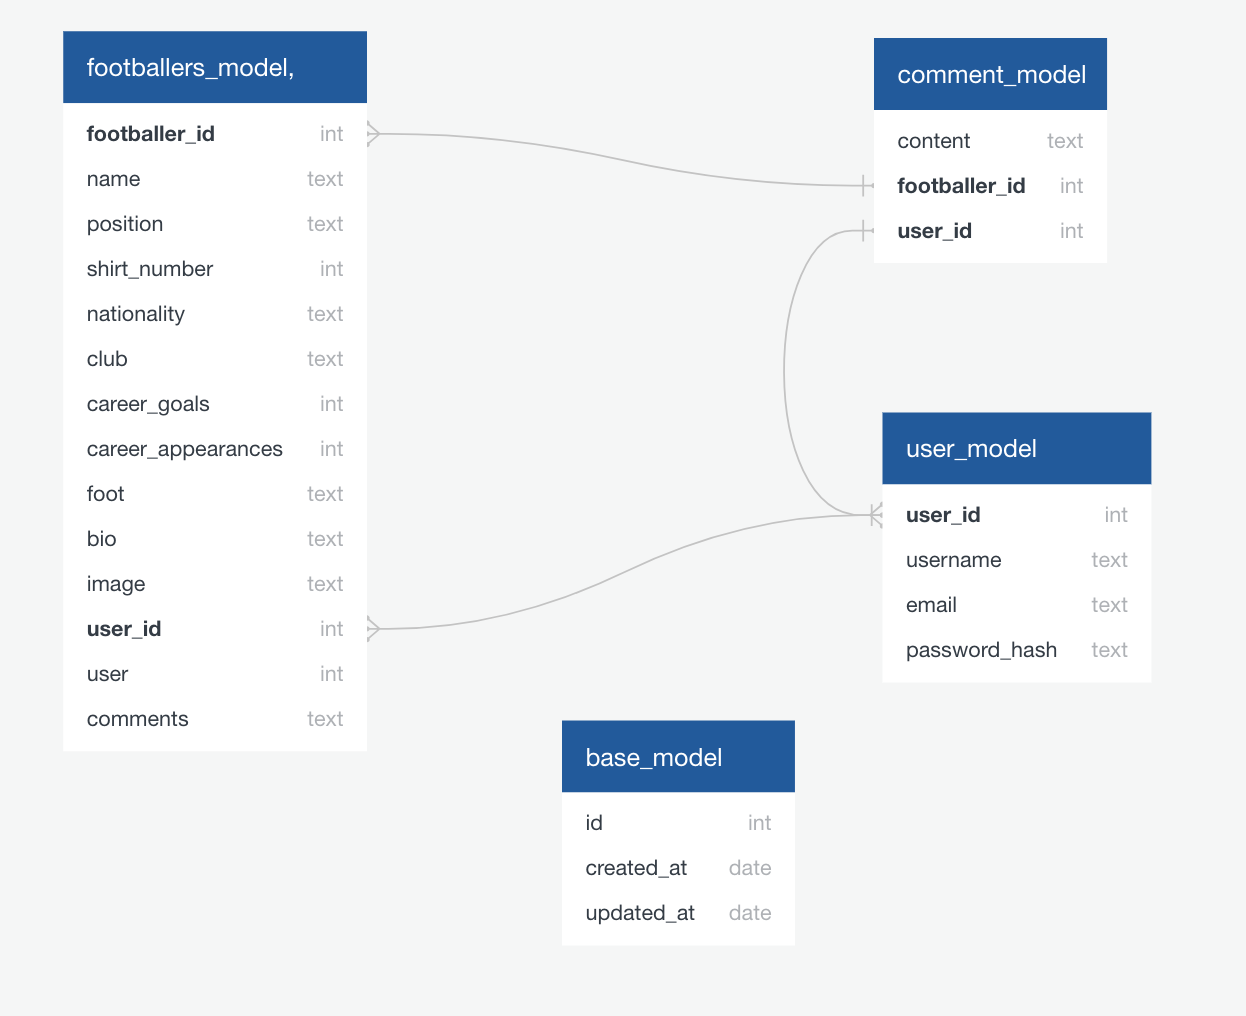 footballers_model,
footballer_id int
name text
position text
shirt_number int
nationality text
club text
career_goals int
career_appearances int
foot text
bio text
image text
user_id int
user int
comments text
comment_model
content text
footballer_id int
user_id int
user_model
user_id int
username text
email text
password_hash text
base_model
id int
created_at date
updated_at date